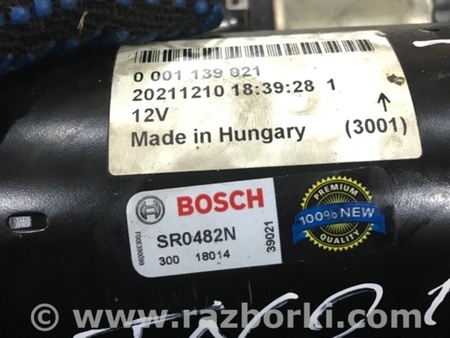 0 001 139 021
20211210 18:39:28 1
12V
Made in Hungary (3001)
BOSCH
SR0482N
300 18014
39021
PREMIUM
100% NEW
QUALITY
© www.razborki.com